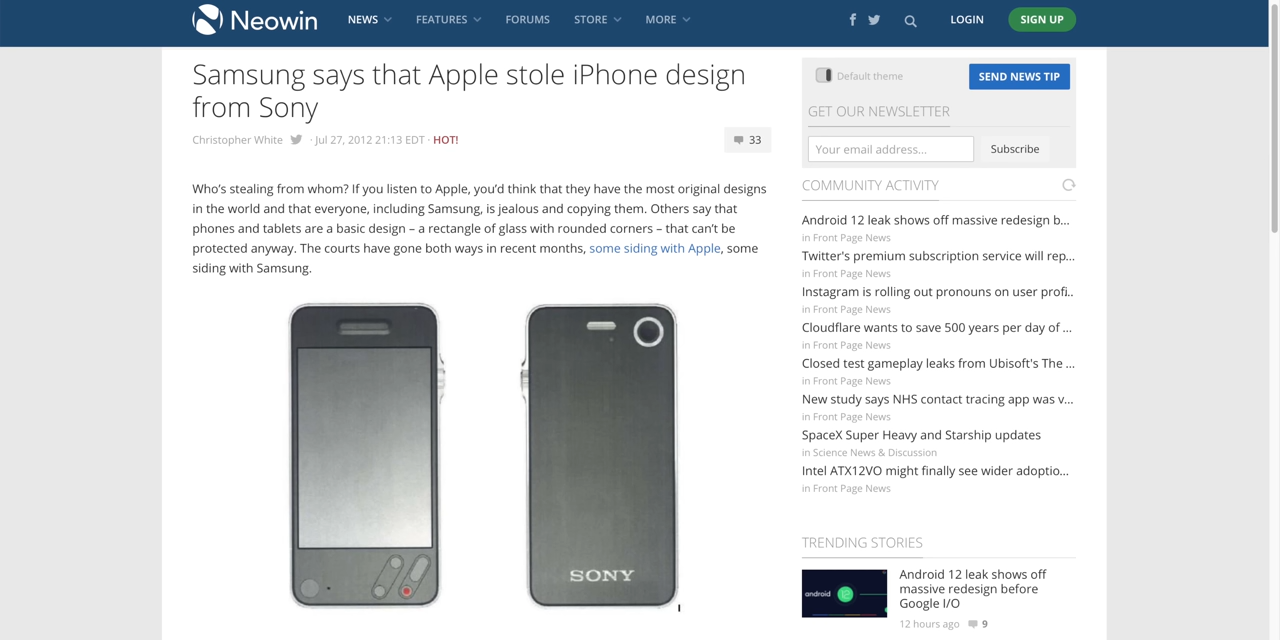 Neowin
NEWS
FEATURES
FORUMS
STORE
MORE
LOGIN
SIGN UP
Samsung says that Apple stole iPhone design
from Sony
Christopher White · Jul 27, 2012 21:13 EDT · HOT!
33
Who’s stealing from whom? If you listen to Apple, you’d think that they have the most original designs
in the world and that everyone, including Samsung, is jealous and copying them. Others say that
phones and tablets are a basic design – a rectangle of glass with rounded corners – that can’t be
protected anyway. The courts have gone both ways in recent months, some siding with Apple, some
siding with Samsung.
SONY
Default theme
SEND NEWS TIP
GET OUR NEWSLETTER
Your email address...
Subscribe
COMMUNITY ACTIVITY
Android 12 leak shows off massive redesign b...
in Front Page News
Twitter's premium subscription service will rep...
in Front Page News
Instagram is rolling out pronouns on user profi..
in Front Page News
Cloudflare wants to save 500 years per day of ...
in Front Page News
Closed test gameplay leaks from Ubisoft's The ...
in Front Page News
New study says NHS contact tracing app was v...
in Front Page News
SpaceX Super Heavy and Starship updates
in Science News & Discussion
Intel ATX12VO might finally see wider adoptio...
in Front Page News
TRENDING STORIES
android 12
Android 12 leak shows off
massive redesign before
Google I/O
12 hours ago 9